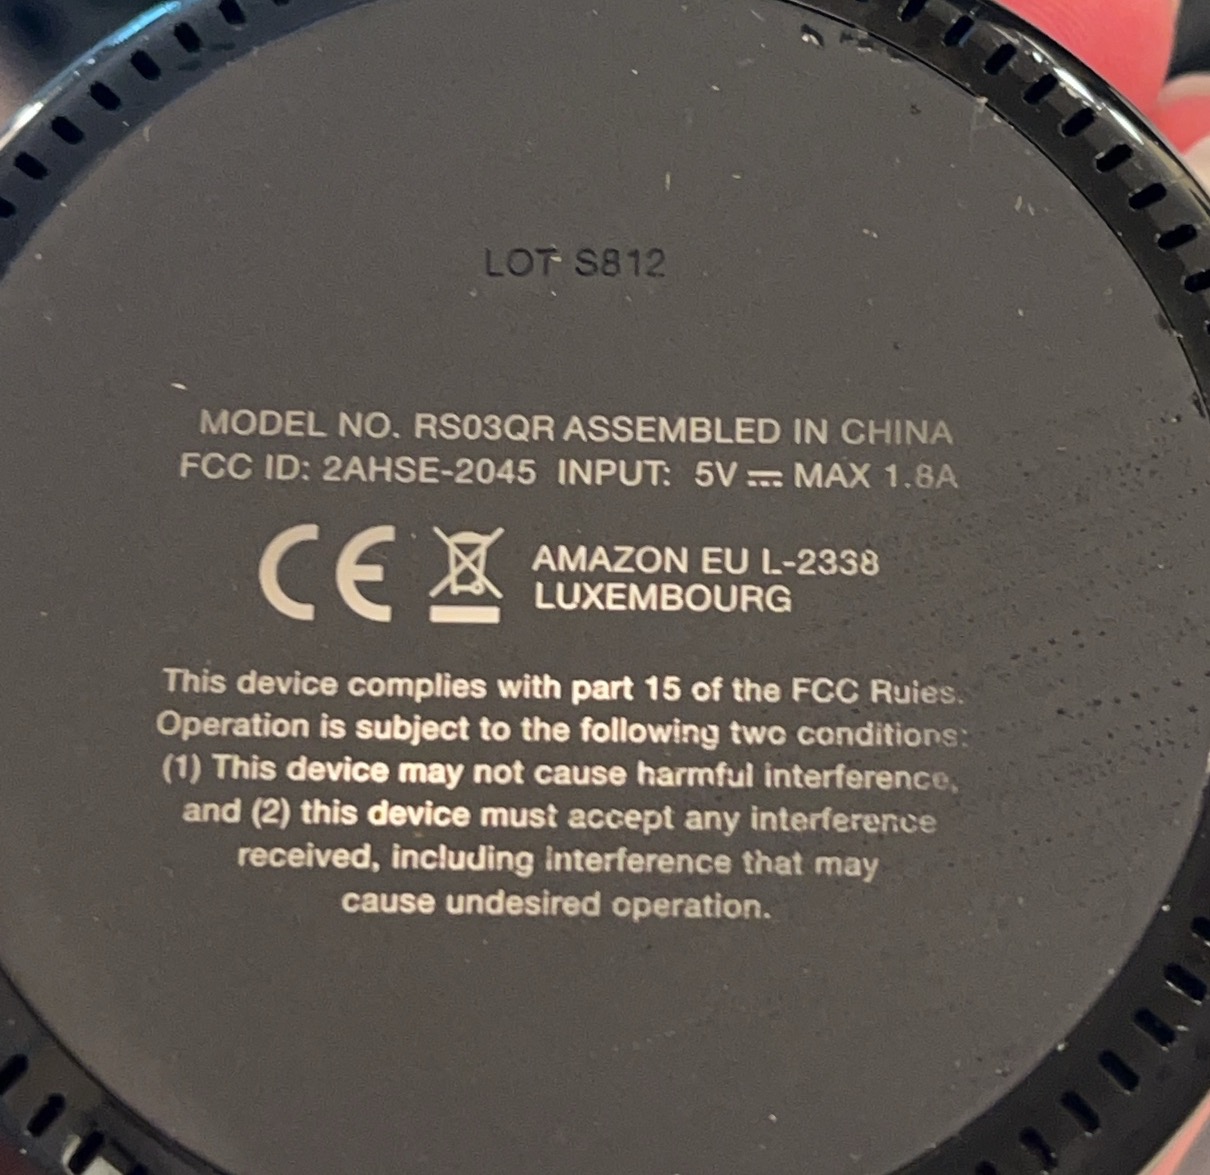 LOT S812
MODEL NO. RS03QR ASSEMBLED IN CHINA
FCC ID: 2AHSE-2045 INPUT: 5V ⎓ MAX 1.8A
CE
AMAZON EU L-2338
LUXEMBOURG
This device complies with part 15 of the FCC Rules.
Operation is subject to the following two conditions:
(1) This device may not cause harmful interference,
and (2) this device must accept any interference
received, including interference that may
cause undesired operation.